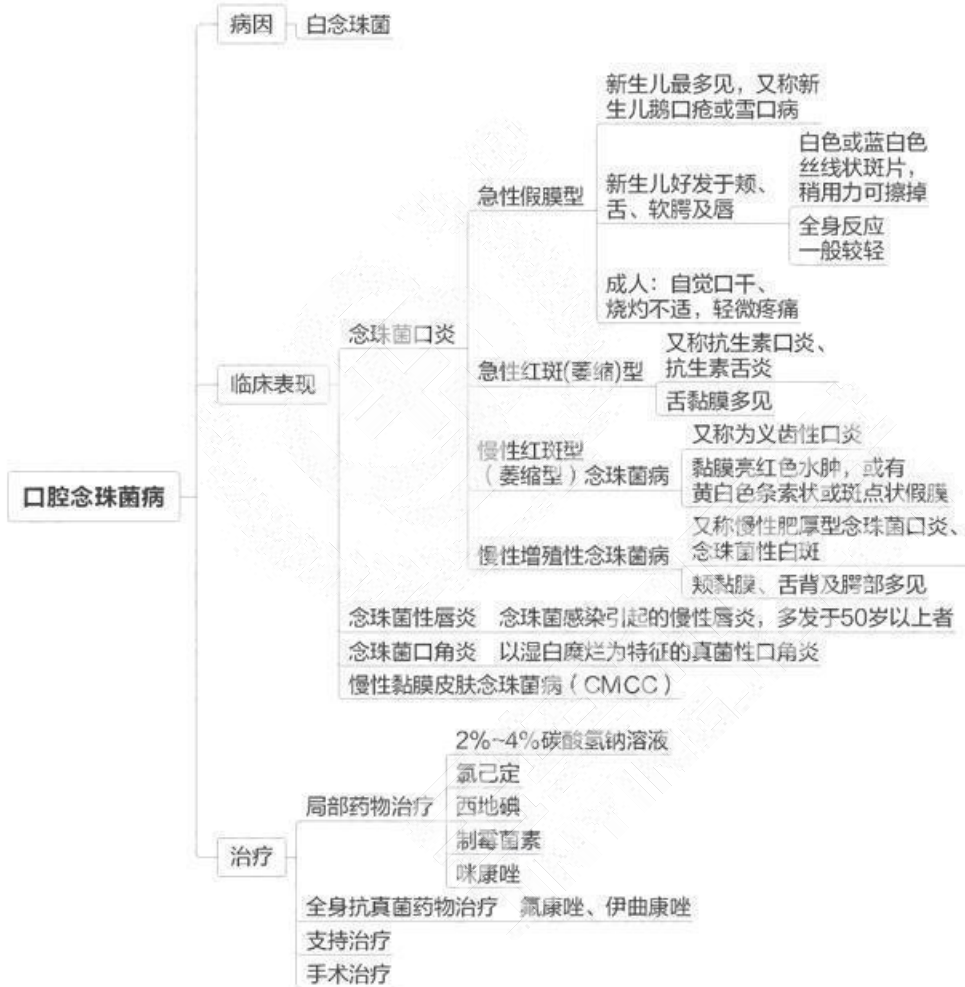 病因
白念珠菌
新生儿最多见，又称新
生儿鹅口疮或雪口病
急性假膜型
新生儿好发于颊、
舌、软腭及唇
白色或蓝白色
丝线状斑片，
稍用力可擦掉
全身反应
一般较轻
成人：自觉口干、
烧灼不适，轻微疼痛
念珠菌口炎
临床表现
急性红斑(萎缩)型
又称抗生素口炎、
抗生素舌炎
舌黏膜多见
慢性红斑型
（萎缩型）念珠菌病
又称为义齿性口炎
黏膜亮红色水肿，或有
黄白色条索状或斑点状假膜
口腔念珠菌病
慢性增殖性念珠菌病
又称慢性肥厚型念珠菌口炎、
念珠菌性白斑
颊黏膜、舌背及腭部多见
念珠菌性唇炎 念珠菌感染引起的慢性唇炎，多发于50岁以上者
念珠菌口角炎 以湿白糜烂为特征的真菌性口角炎
慢性黏膜皮肤念珠菌病（CMCC）
治疗
局部药物治疗
2%~4%碳酸氢钠溶液
氯己定
西地碘
制霉菌素
咪康唑
全身抗真菌药物治疗 氟康唑、伊曲康唑
支持治疗
手术治疗